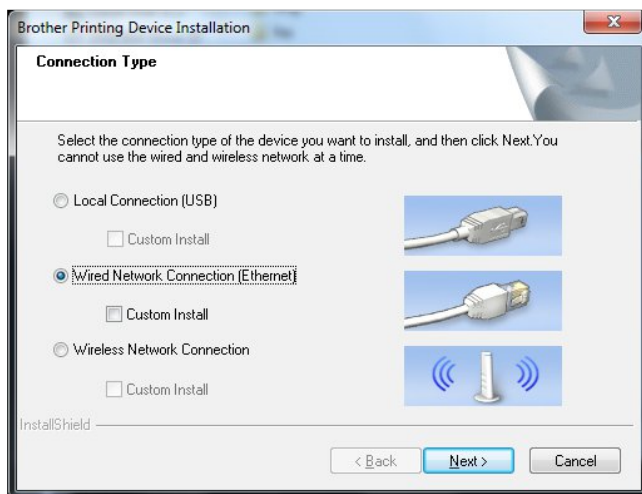 Brother Printing Device Installation
Connection Type
Select the connection type of the device you want to install, and then click Next.You
cannot use the wired and wireless network at a time.
Local Connection (USB)
Custom Install
Wired Network Connection (Ethernet)
Custom Install
Wireless Network Connection
Custom Install
InstallShield
< Back Next > Cancel